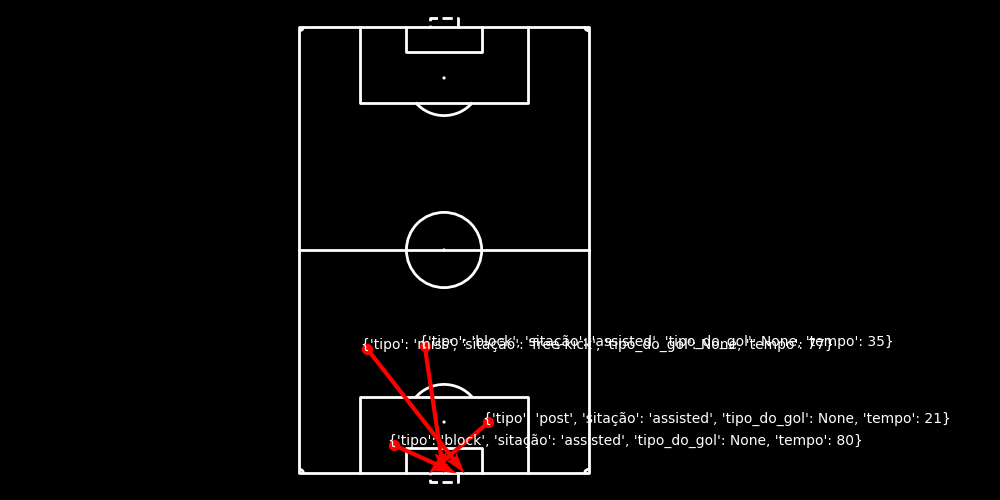 {'tipo': 'block', 'sitação': 'assisted', 'tipo_do_gol': None, 'tempo': 35}
{'tipo': 'miss', 'sitação': 'free-kick', 'tipo_do_gol': None, 'tempo': 77}
{'tipo': 'post', 'sitação': 'assisted', 'tipo_do_gol': None, 'tempo': 21}
{'tipo': 'block', 'sitação': 'assisted', 'tipo_do_gol': None, 'tempo': 80}